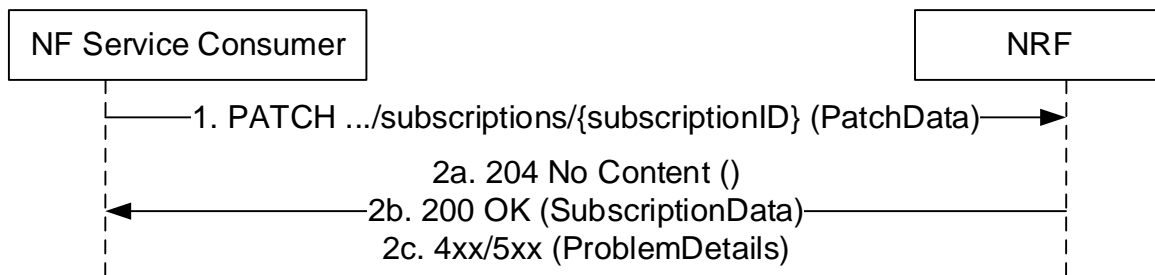 NF Service Consumer
NRF
1. PATCH .../subscriptions/{subscriptionID} (PatchData)
2a. 204 No Content ()
2b. 200 OK (SubscriptionData)
2c. 4xx/5xx (ProblemDetails)